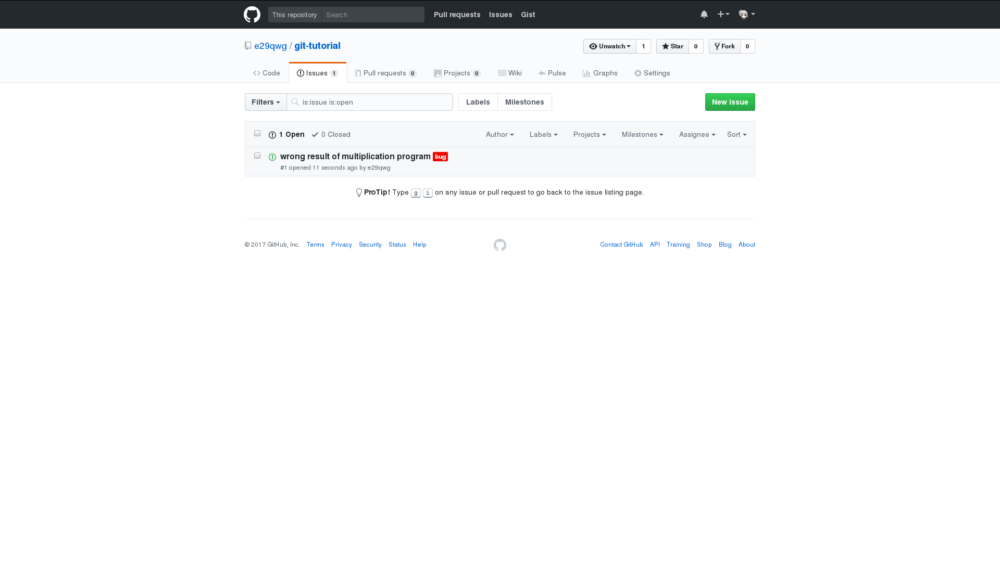 This repository Search Pull requests Issues Gist
e29qwg / git-tutorial Unwatch 1 Star 0 Fork 0
Code Issues 1 Pull requests 0 Projects 0 Wiki Pulse Graphs Settings
Filters is:issue is:open Labels Milestones New issue
1 Open 0 Closed Author Labels Projects Milestones Assignee Sort
wrong result of multiplication program bug
#1 opened 11 seconds ago by e29qwg
ProTip! Type g i on any issue or pull request to go back to the issue listing page.
© 2017 GitHub, Inc. Terms Privacy Security Status Help Contact GitHub API Training Shop Blog About